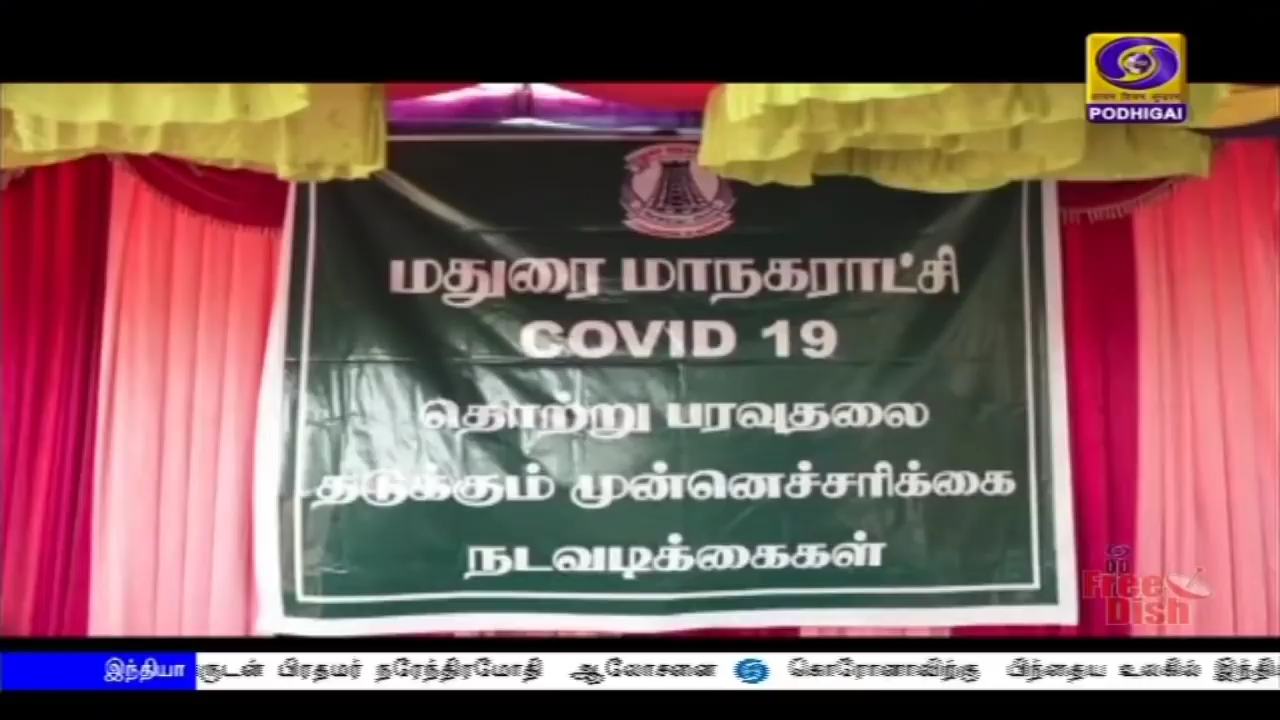 PODHIGAI
மதுரை மாநகராட்சி
COVID 19
தொற்று பரவுதலை
தடுக்கும் முன்னெச்சரிக்கை
நடவடிக்கைகள்
Free
Dish
இந்தியா
பிரதமர் நரேந்திரமோதி ஆலோசனை கொரோனாவிற்கு பிந்தைய உலகில்